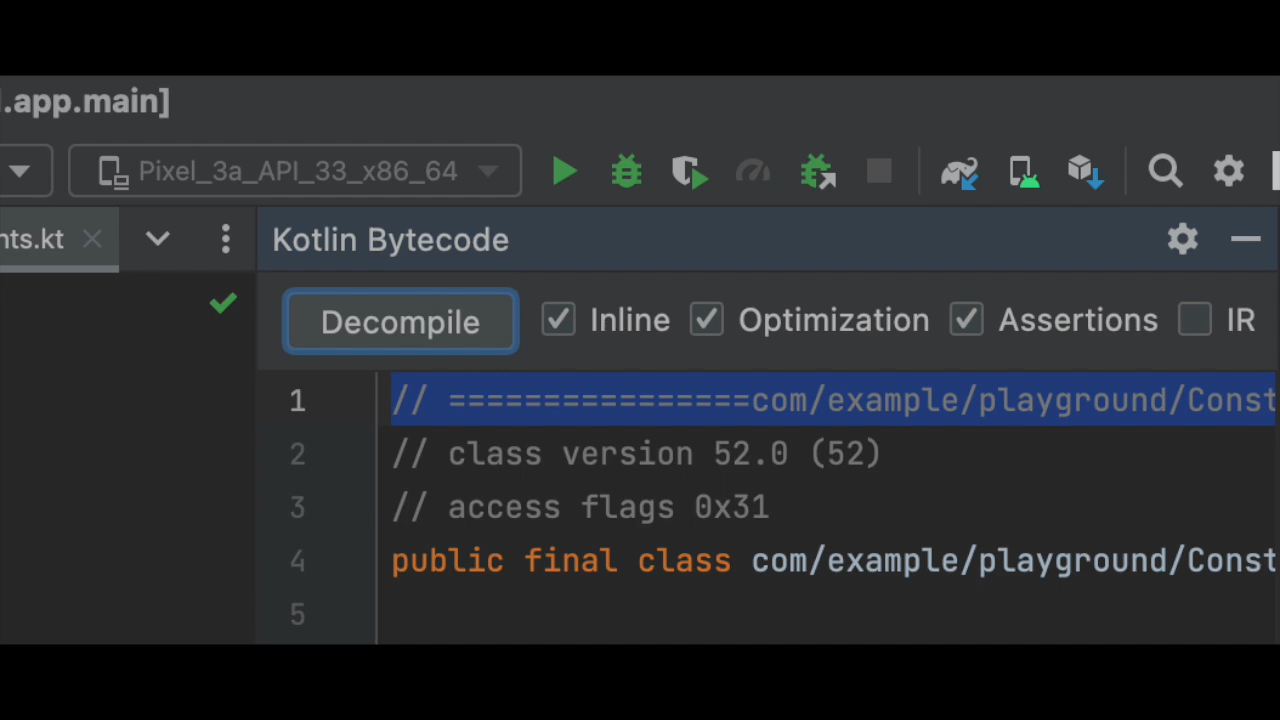 .app.main]
Pixel_3a_API_33_x86_64
nts.kt
Kotlin Bytecode
Decompile Inline Optimization Assertions IR
1 // ================com/example/playground/Const
2 // class version 52.0 (52)
3 // access flags 0x31
4 public final class com/example/playground/Const
5